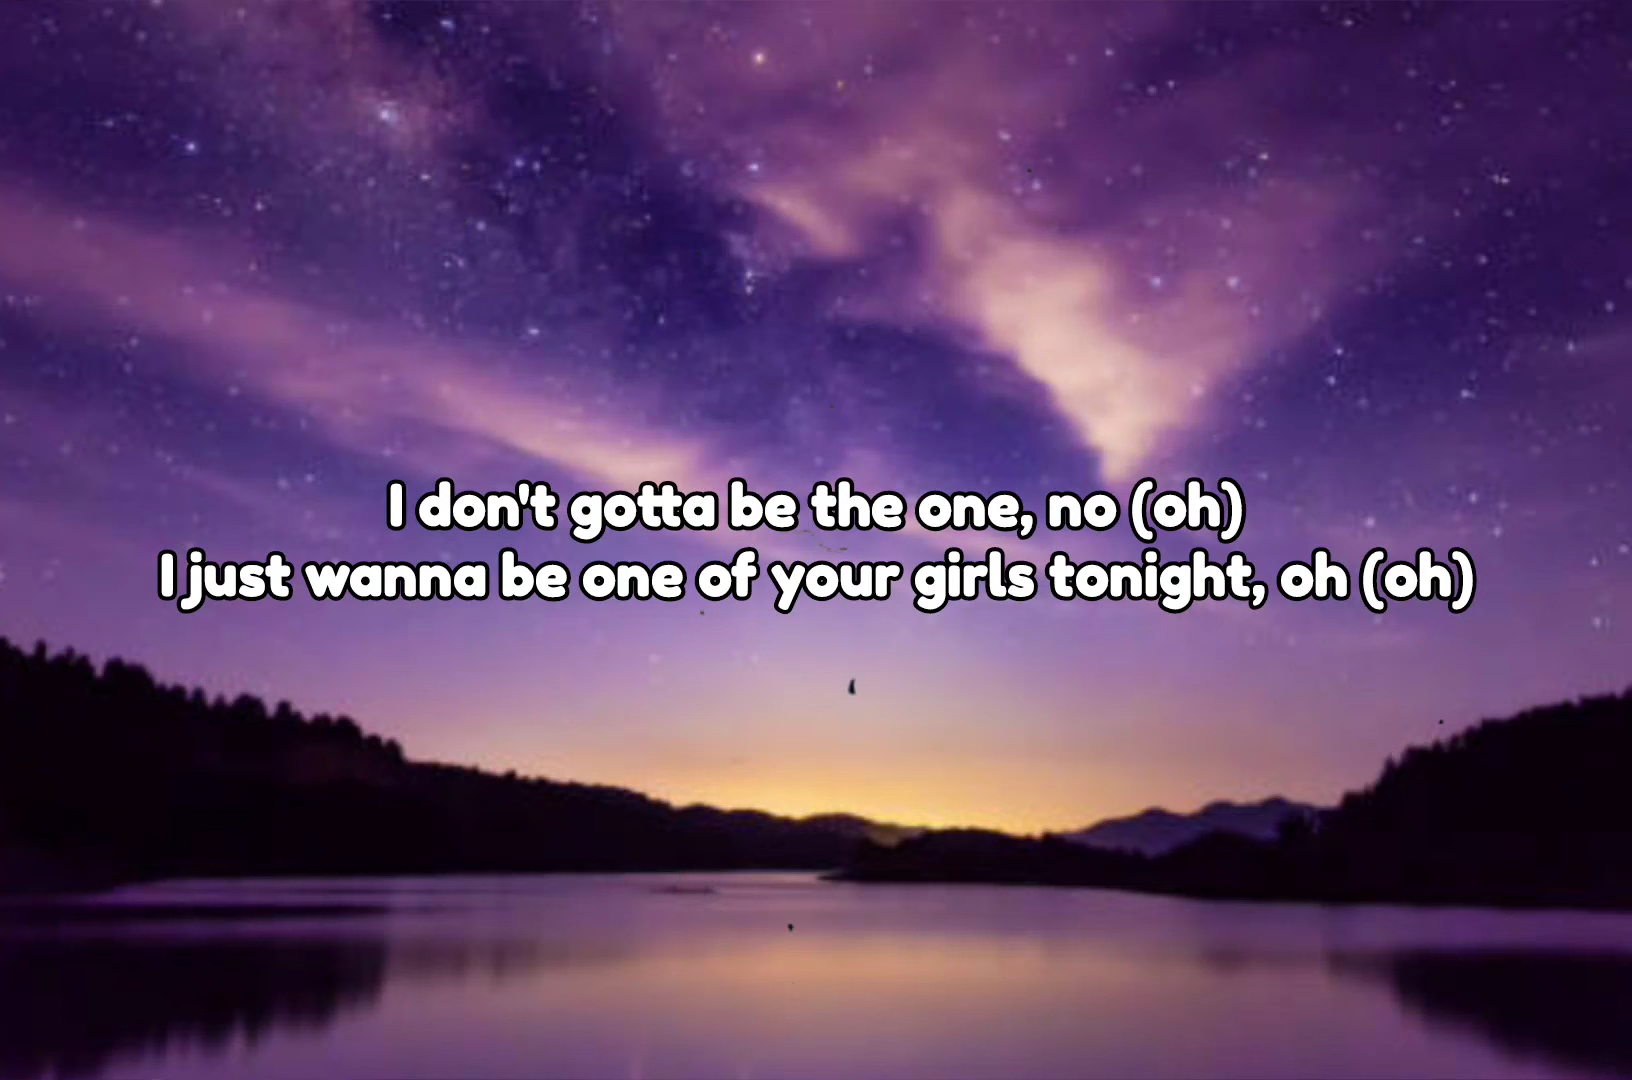 I don't gotta be the one, no (oh)
I just wanna be one of your girls tonight, oh (oh)